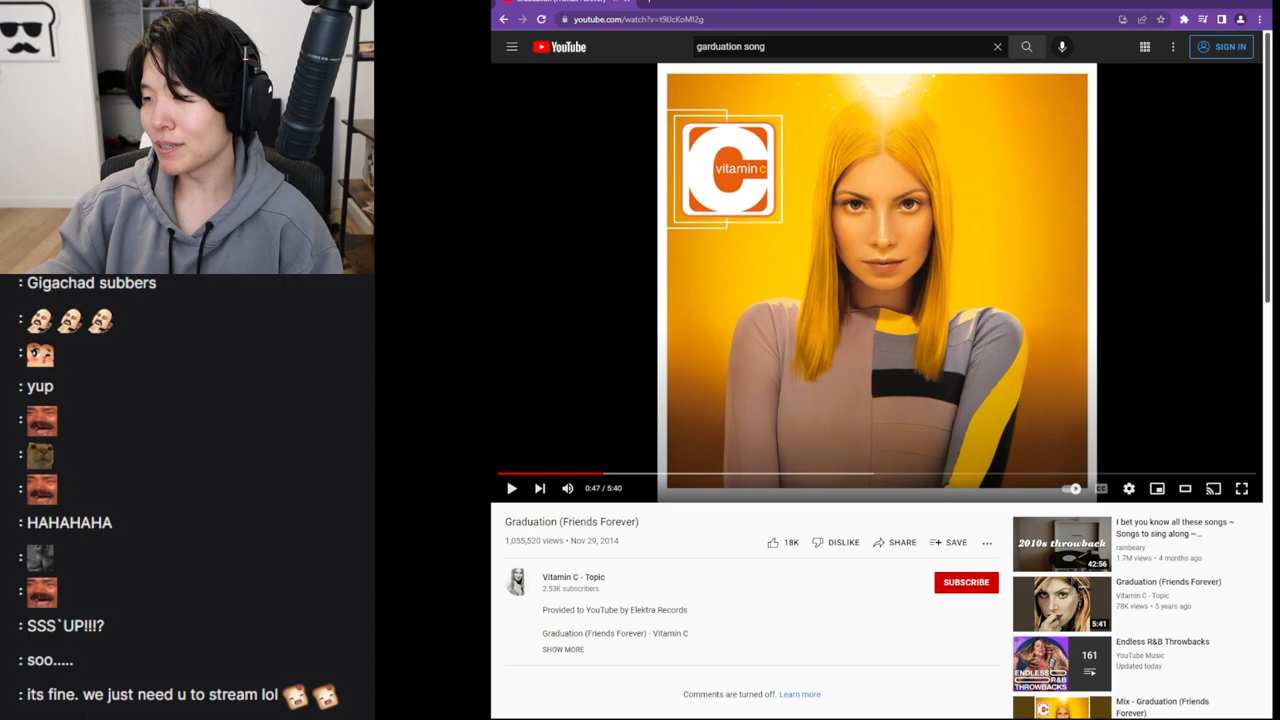 youtube.com/watch?v=t9UcKoMl2g
YouTube
garduation song
SIGN IN
vitamin c
0:47 / 5:40
Graduation (Friends Forever)
1,055,520 views • Nov 29, 2014
18K
DISLIKE
SHARE
SAVE
Vitamin C - Topic
2.53K subscribers
SUBSCRIBE
Provided to YouTube by Elektra Records
Graduation (Friends Forever) · Vitamin C
SHOW MORE
Comments are turned off. Learn more
2010s throwback
42:56
I bet you know all these songs ~
Songs to sing along ~...
rainbeary
1.7M views • 4 months ago
5:41
Graduation (Friends Forever)
Vitamin C - Topic
78K views • 5 years ago
161
ENDLESS
R&B
THROWBACKS
Endless R&B Throwbacks
YouTube Music
Updated today
Mix - Graduation (Friends
Forever)
: Gigachad subbers
:
:
: yup
:
:
:
: HAHAHAHA
:
:
: SSS`UP!!!?
: soo.....
: its fine. we just need u to stream lol